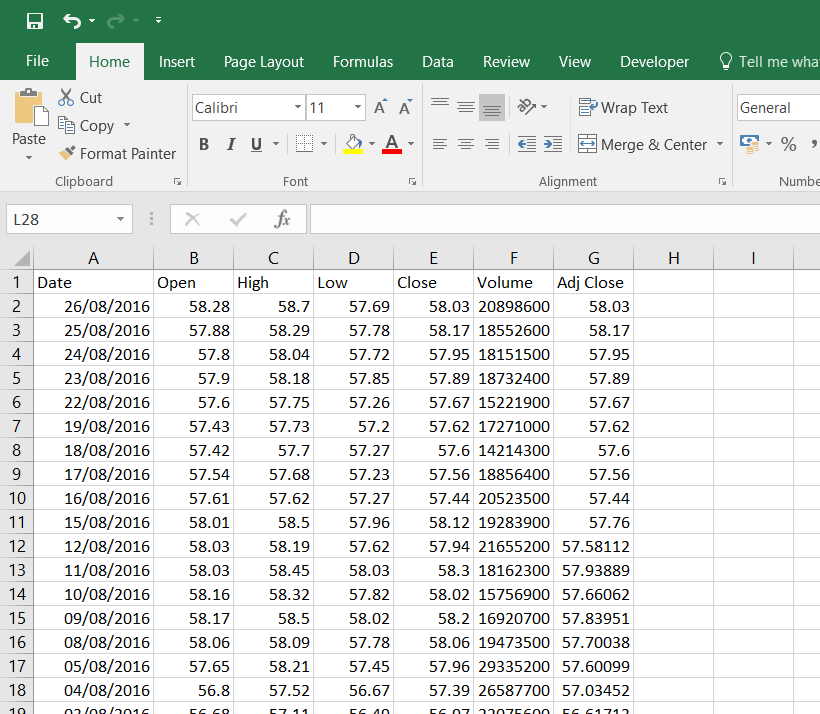 File Home Insert Page Layout Formulas Data Review View Developer Tell me wha
Paste
Cut
Copy
Format Painter
Calibri 11
B I U A
Wrap Text
Merge & Center
General
%
Clipboard Font Alignment Numbe
L28 fx
A B C D E F G H I
1 Date Open High Low Close Volume Adj Close
2 26/08/2016 58.28 58.7 57.69 58.03 20898600 58.03
3 25/08/2016 57.88 58.29 57.78 58.17 18552600 58.17
4 24/08/2016 57.8 58.04 57.72 57.95 18151500 57.95
5 23/08/2016 57.9 58.18 57.85 57.89 18732400 57.89
6 22/08/2016 57.6 57.75 57.26 57.67 15221900 57.67
7 19/08/2016 57.43 57.73 57.2 57.62 17271000 57.62
8 18/08/2016 57.42 57.7 57.27 57.6 14214300 57.6
9 17/08/2016 57.54 57.68 57.23 57.56 18856400 57.56
10 16/08/2016 57.61 57.62 57.27 57.44 20523500 57.44
11 15/08/2016 58.01 58.5 57.96 58.12 19283900 57.76
12 12/08/2016 58.03 58.19 57.62 57.94 21655200 57.58112
13 11/08/2016 58.03 58.45 58.03 58.3 18162300 57.93889
14 10/08/2016 58.16 58.32 57.82 58.02 15756900 57.66062
15 09/08/2016 58.17 58.5 58.02 58.2 16920700 57.83951
16 08/08/2016 58.06 58.09 57.78 58.06 19473500 57.70038
17 05/08/2016 57.65 58.21 57.45 57.96 29335200 57.60099
18 04/08/2016 56.8 57.52 56.67 57.39 26587700 57.03452